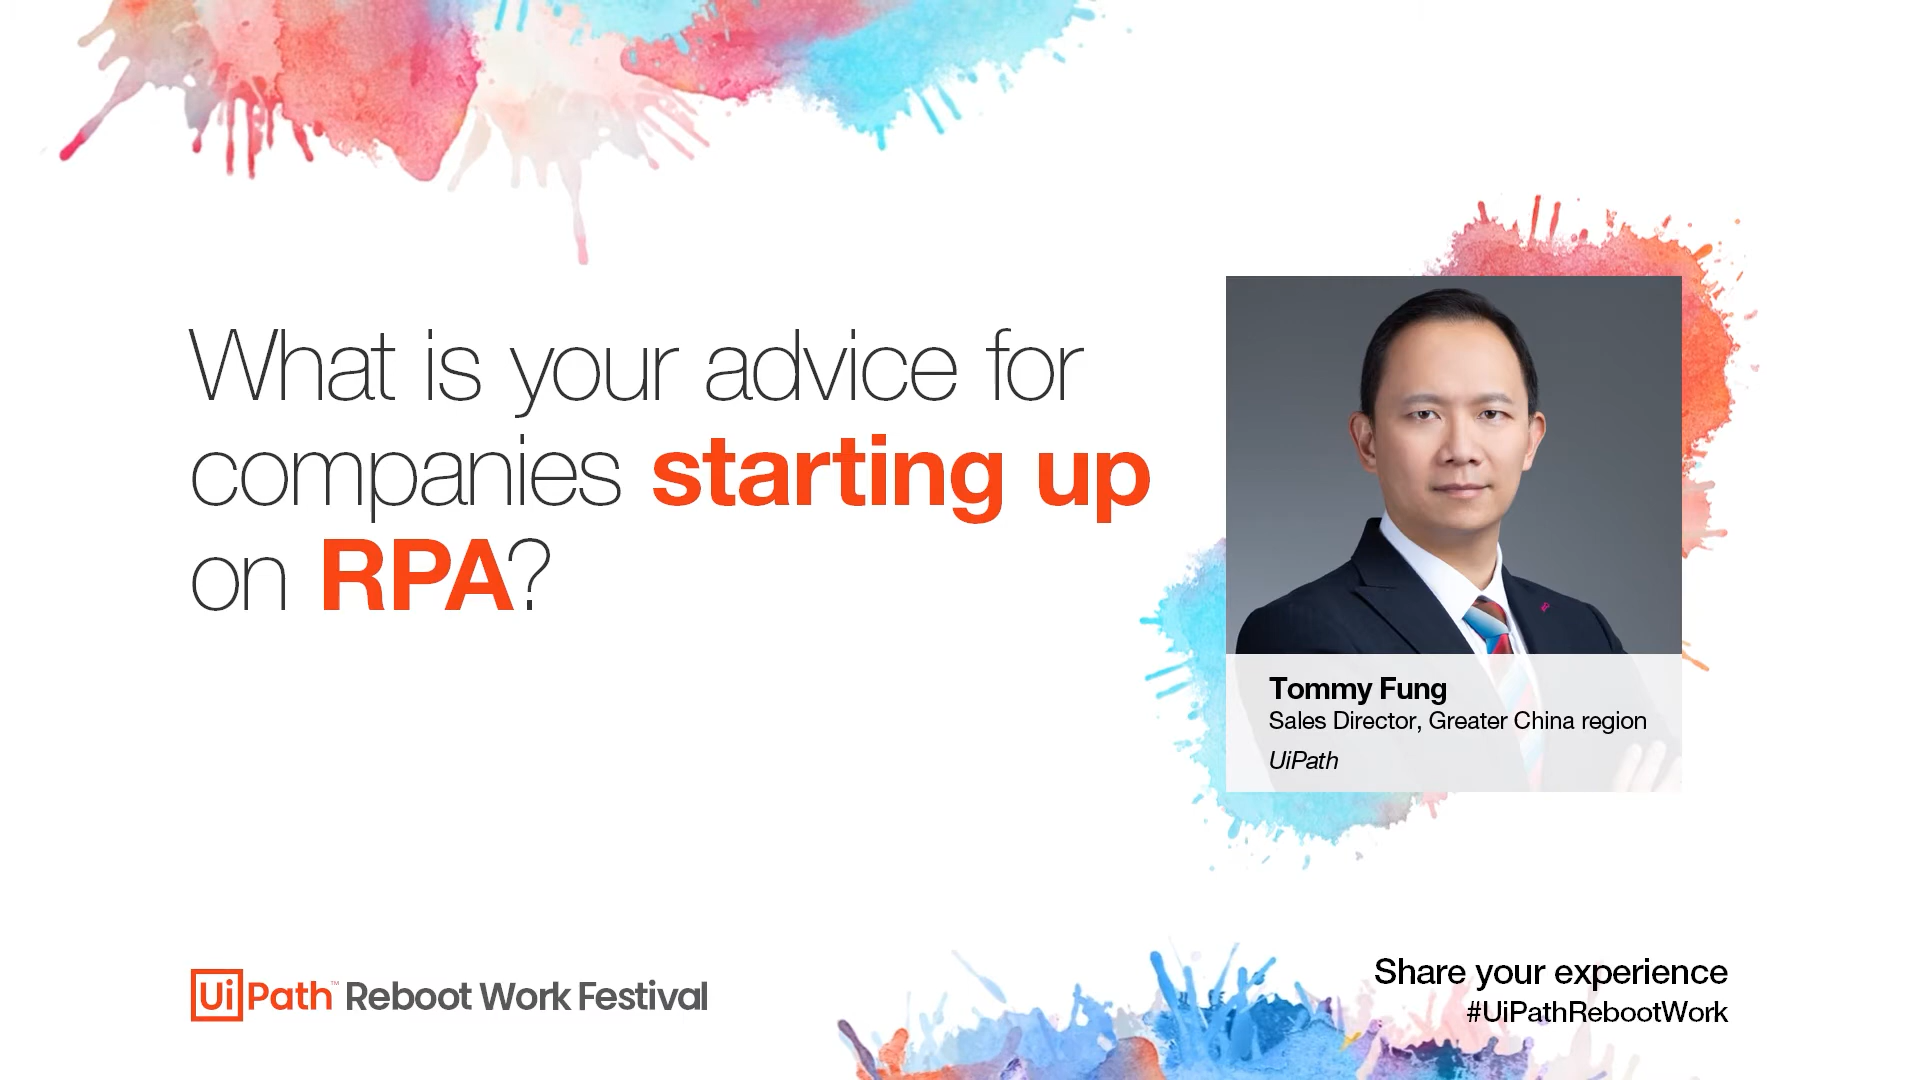 What is your advice for
companies starting up
on RPA?
Tommy Fung
Sales Director, Greater China region
UiPath
UiPath™ Reboot Work Festival
Share your experience
#UiPathRebootWork